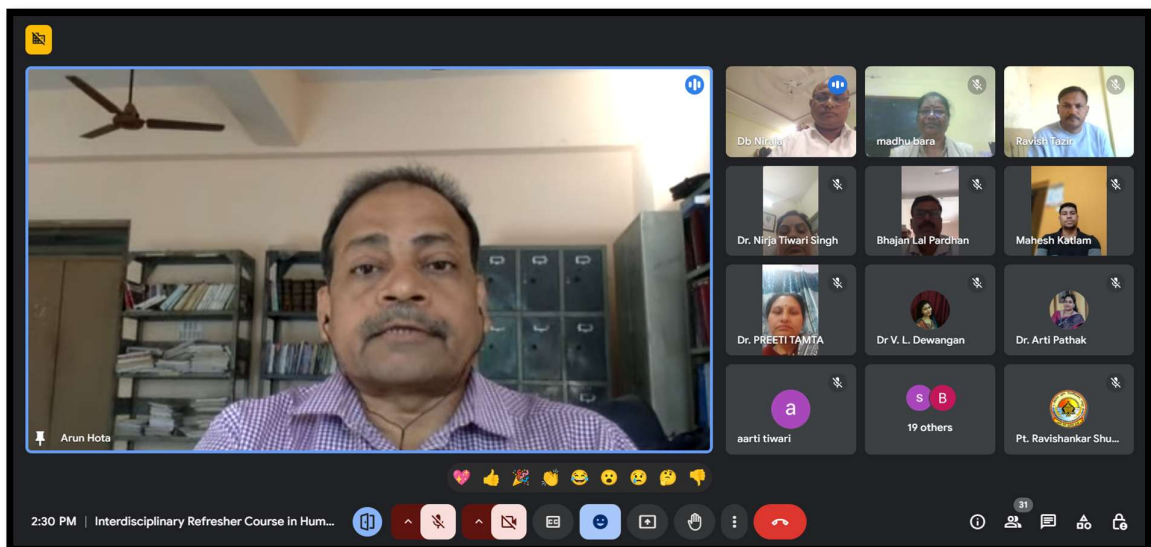 Db Nirala
madhu bara
Ravish Tazir
Dr. Nirja Tiwari Singh
Bhajan Lal Pardhan
Mahesh Katlam
Dr. PREETI TAMTA
Dr V. L. Dewangan
Dr. Arti Pathak
a
aarti tiwari
S B
19 others
Pt. Ravishankar Shu...
Arun Hota
2:30 PM | Interdisciplinary Refresher Course in Hum...
CC
31